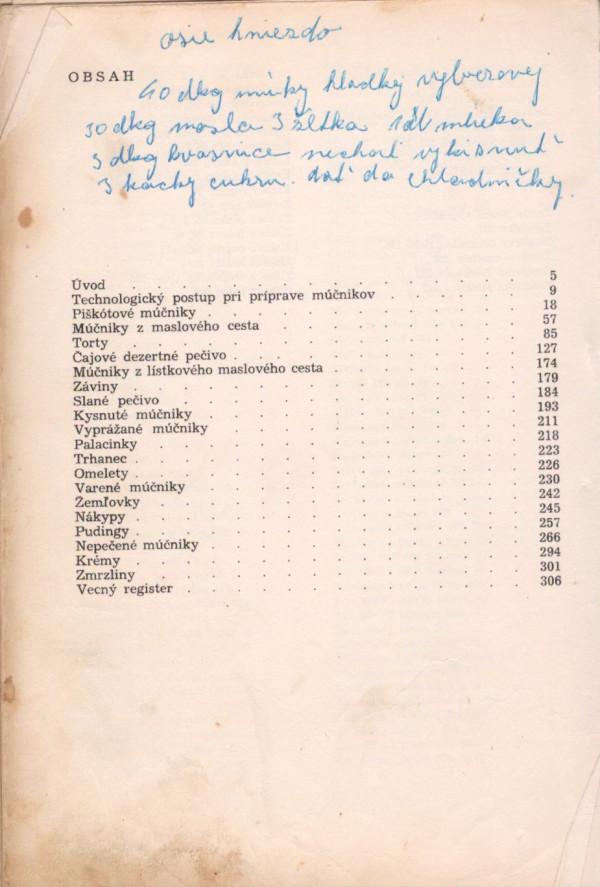 osie hniezdo
OBSAH
40 dkg múky hladkej výberovej
30 dkg masla 3 žĺtka 1 dl mlieka
3 dkg kvasnice nechať vykisnuť
3 kocky cukru. dať do chladničky.
Úvod . . . . . . . . . . . . . . 5
Technologický postup pri príprave múčnikov . . . . . 9
Piškótové múčniky . . . . . . . . . . . 18
Múčniky z maslového cesta . . . . . . . . . 57
Torty . . . . . . . . . . . . . . 85
Čajové dezertné pečivo . . . . . . . . . . 127
Múčniky z lístkového maslového cesta . . . . . . . 174
Záviny . . . . . . . . . . . . . 179
Slané pečivo . . . . . . . . . . . . 184
Kysnuté múčniky . . . . . . . . . . . 193
Vyprážané múčniky . . . . . . . . . . . 211
Palacinky . . . . . . . . . . . . . 218
Trhanec . . . . . . . . . . . . . 223
Omelety . . . . . . . . . . . . . 226
Varené múčniky . . . . . . . . . . . 230
Žemľovky . . . . . . . . . . . . . 242
Nákypy . . . . . . . . . . . . . 245
Pudingy . . . . . . . . . . . . . 257
Nepečené múčniky . . . . . . . . . . . 266
Krémy . . . . . . . . . . . . . 294
Zmrzliny . . . . . . . . . . . . . 301
Vecný register . . . . . . . . . . . . 306